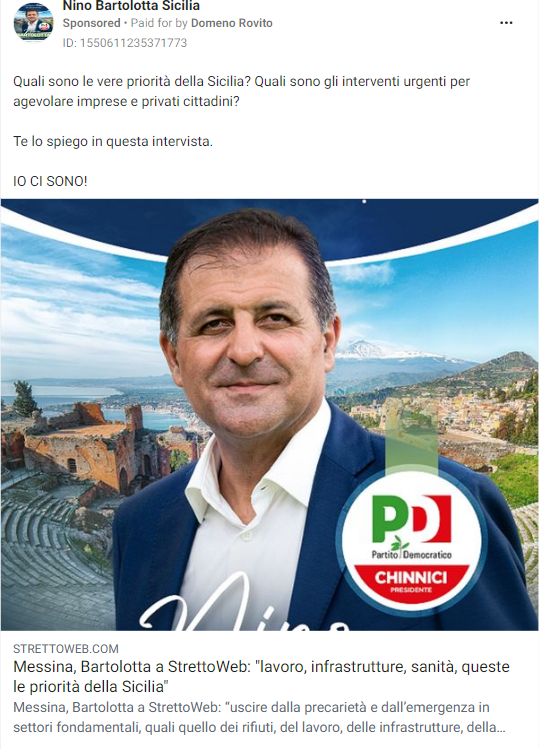 Nino Bartolotta Sicilia
Sponsored • Paid for by Domeno Rovito
ID: 1550611235371773
Quali sono le vere priorità della Sicilia? Quali sono gli interventi urgenti per
agevolare imprese e privati cittadini?
Te lo spiego in questa intervista.
IO CI SONO!
PD
Partito Democratico
CHINNICI
PRESIDENTE
Nino
STRETTOWEB.COM
Messina, Bartolotta a StrettoWeb: "lavoro, infrastrutture, sanità, queste
le priorità della Sicilia"
Messina, Bartolotta a StrettoWeb: “uscire dalla precarietà e dall’emergenza in
settori fondamentali, quali quello dei rifiuti, del lavoro, delle infrastrutture, della…